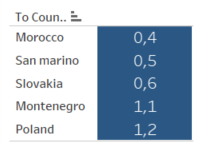 To Coun..
Morocco 0,4
San marino 0,5
Slovakia 0,6
Montenegro 1,1
Poland 1,2